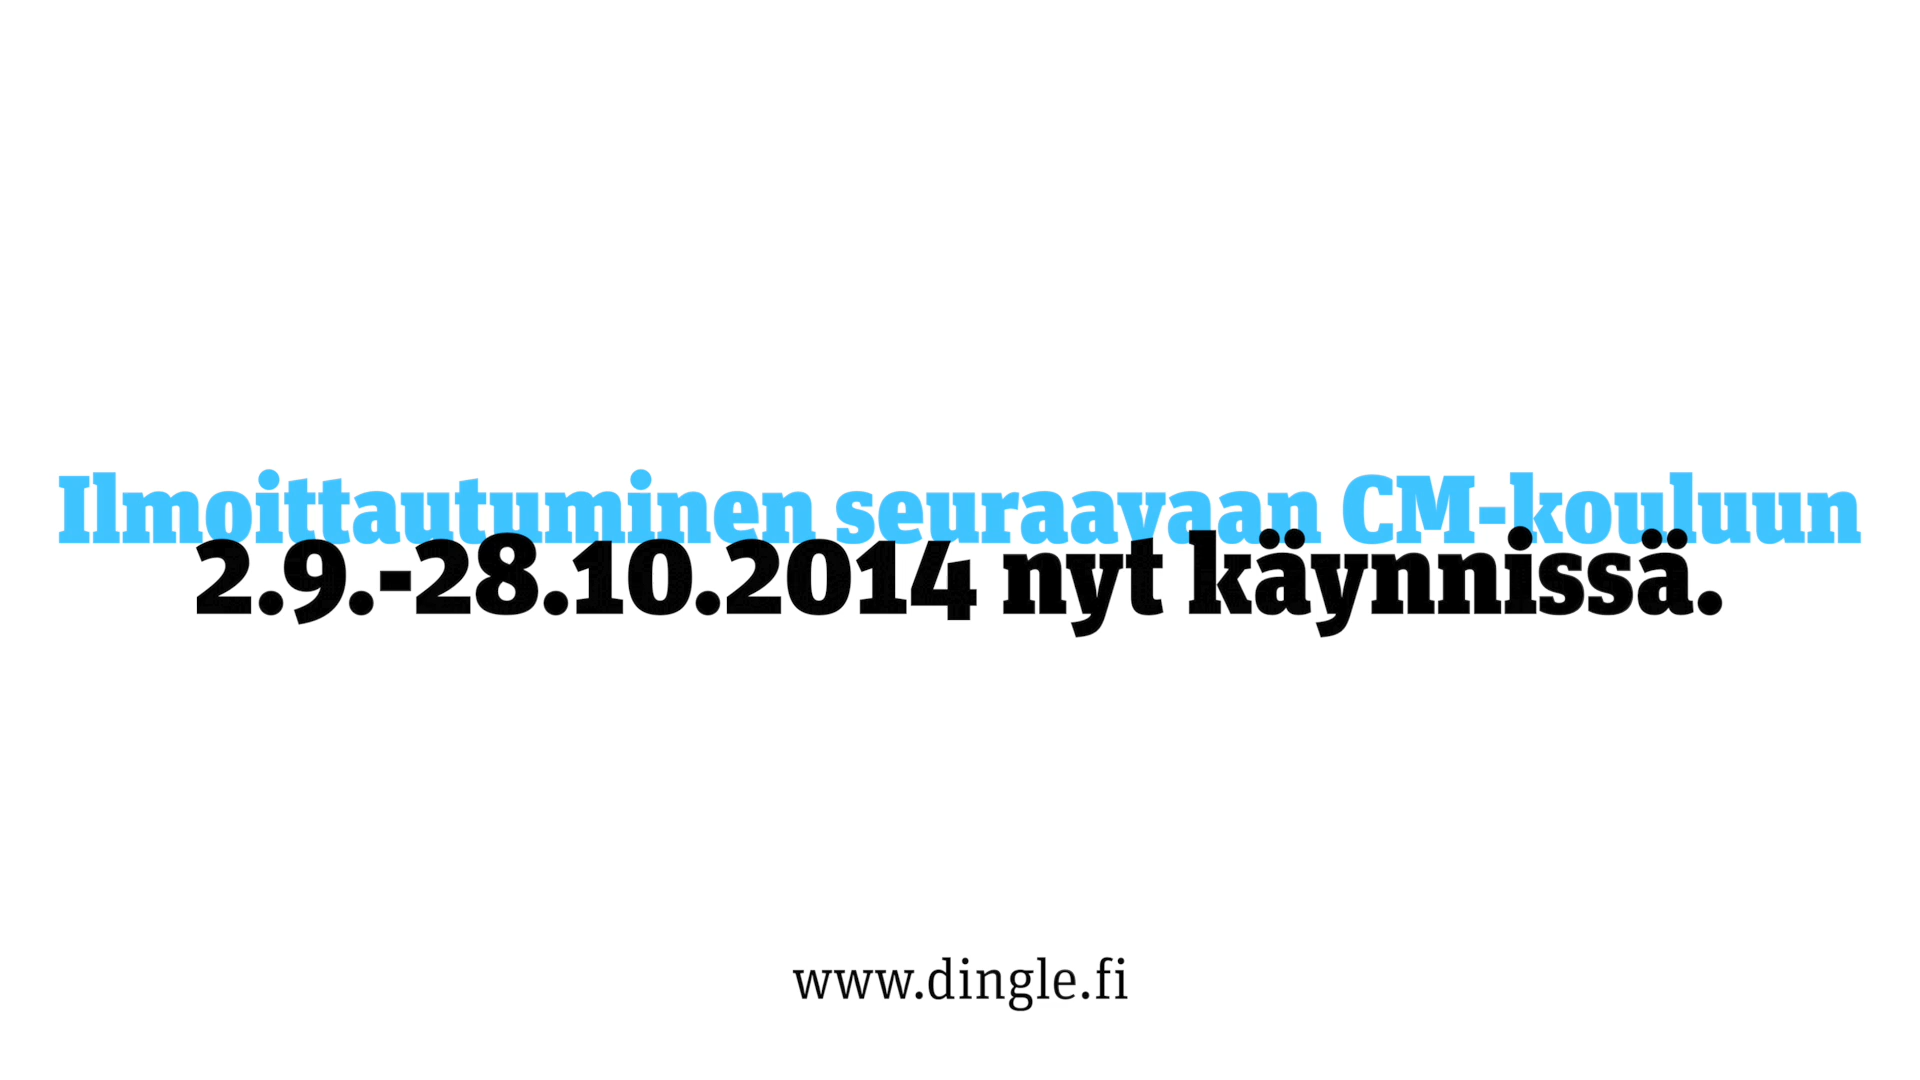 Ilmoittautuminen seuraavaan CM-kouluun
2.9.-28.10.2014 nyt käynnissä.
www.dingle.fi